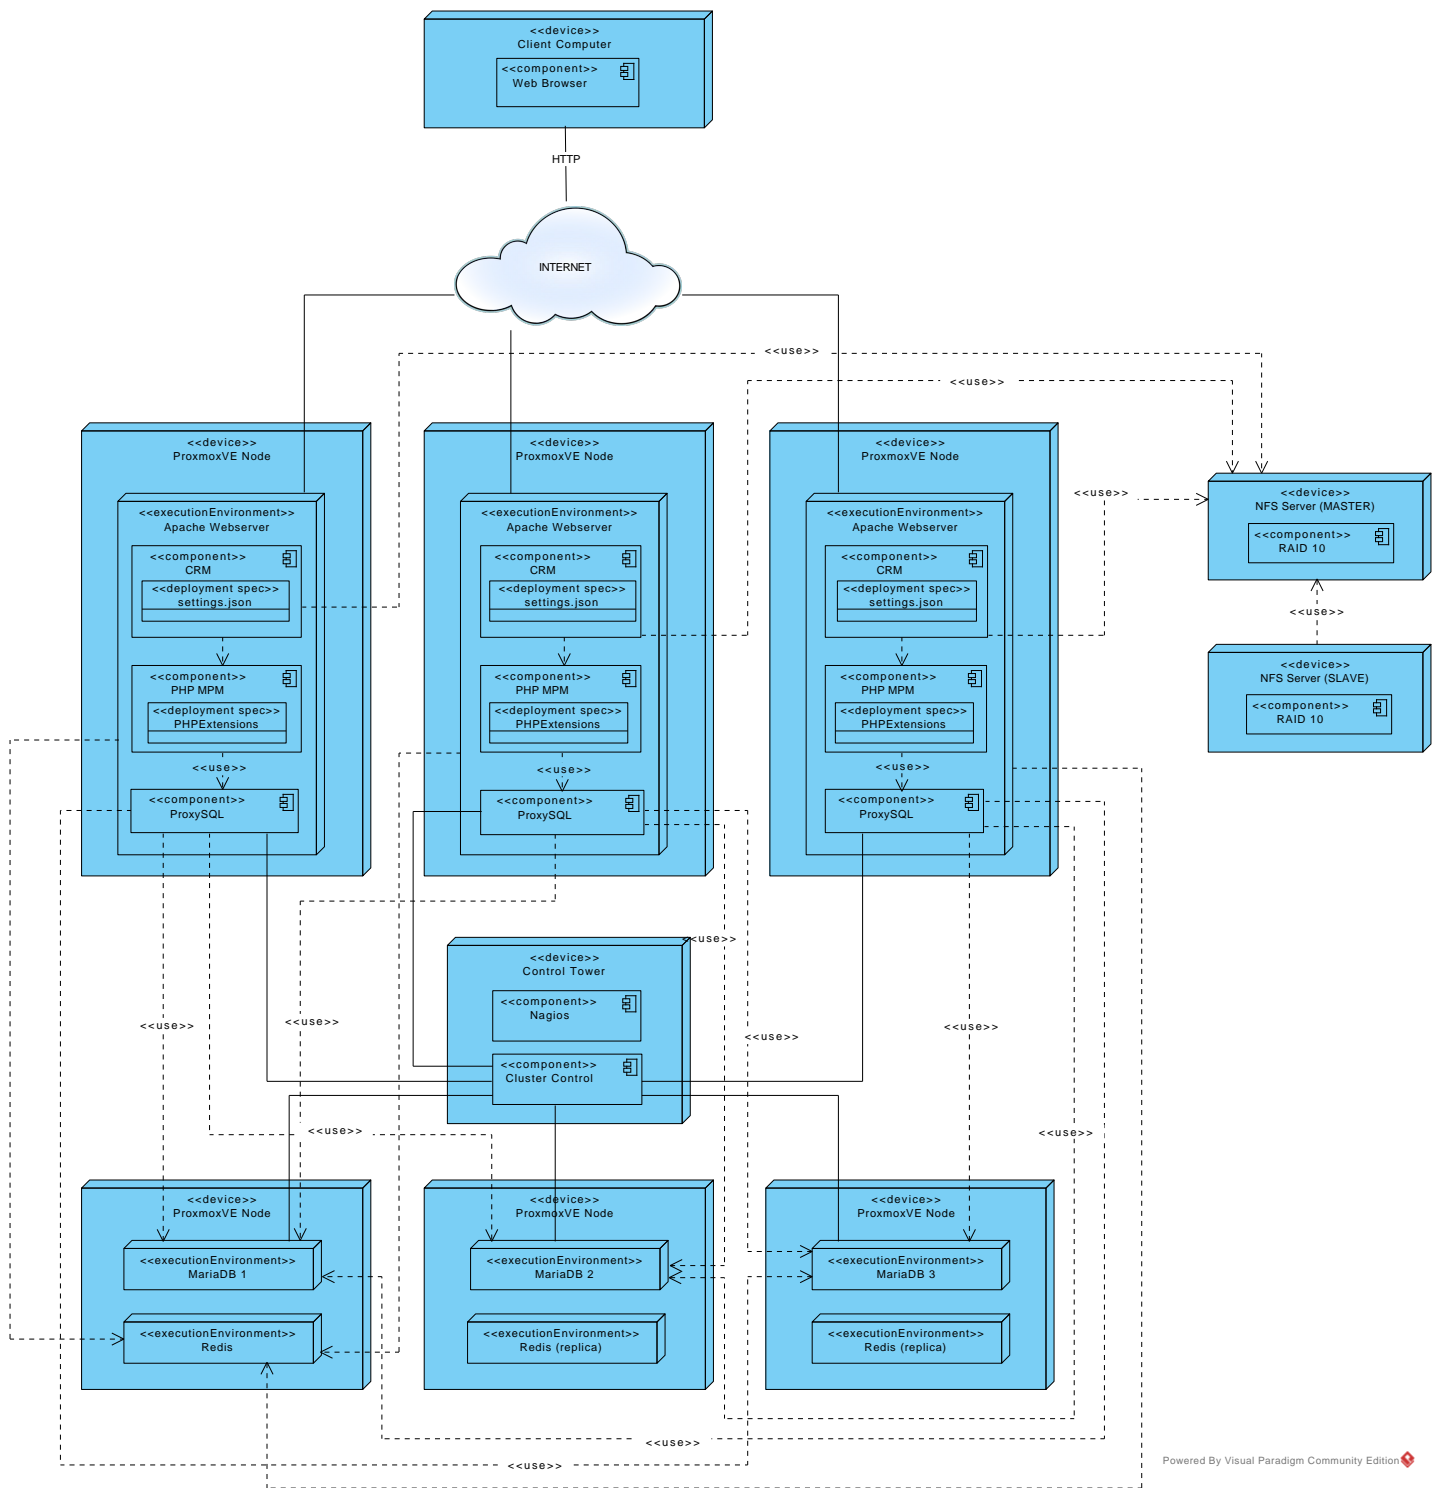 <<device>>
Client Computer
<<component>>
Web Browser
HTTP
INTERNET
<<use>>
<<use>>
<<device>>
ProxmoxVE Node
<<executionEnvironment>>
Apache Webserver
<<component>>
CRM
<<deployment spec>>
settings.json
<<component>>
PHP MPM
<<deployment spec>>
PHPExtensions
<<use>>
<<component>>
ProxySQL
<<device>>
ProxmoxVE Node
<<executionEnvironment>>
Apache Webserver
<<component>>
CRM
<<deployment spec>>
settings.json
<<component>>
PHP MPM
<<deployment spec>>
PHPExtensions
<<use>>
<<component>>
ProxySQL
<<device>>
ProxmoxVE Node
<<executionEnvironment>>
Apache Webserver
<<component>>
CRM
<<deployment spec>>
settings.json
<<component>>
PHP MPM
<<deployment spec>>
PHPExtensions
<<use>>
<<component>>
ProxySQL
<<use>>
<<device>>
NFS Server (MASTER)
<<component>>
RAID 10
<<use>>
<<device>>
NFS Server (SLAVE)
<<component>>
RAID 10
<<use>>
<<device>>
Control Tower
<<component>>
Nagios
<<component>>
Cluster Control
<<use>>
<<use>>
<<use>>
<<use>>
<<use>>
<<use>>
<<device>>
ProxmoxVE Node
<<executionEnvironment>>
MariaDB 1
<<executionEnvironment>>
Redis
<<device>>
ProxmoxVE Node
<<executionEnvironment>>
MariaDB 2
<<executionEnvironment>>
Redis (replica)
<<device>>
ProxmoxVE Node
<<executionEnvironment>>
MariaDB 3
<<executionEnvironment>>
Redis (replica)
<<use>>
<<use>>
Powered By Visual Paradigm Community Edition